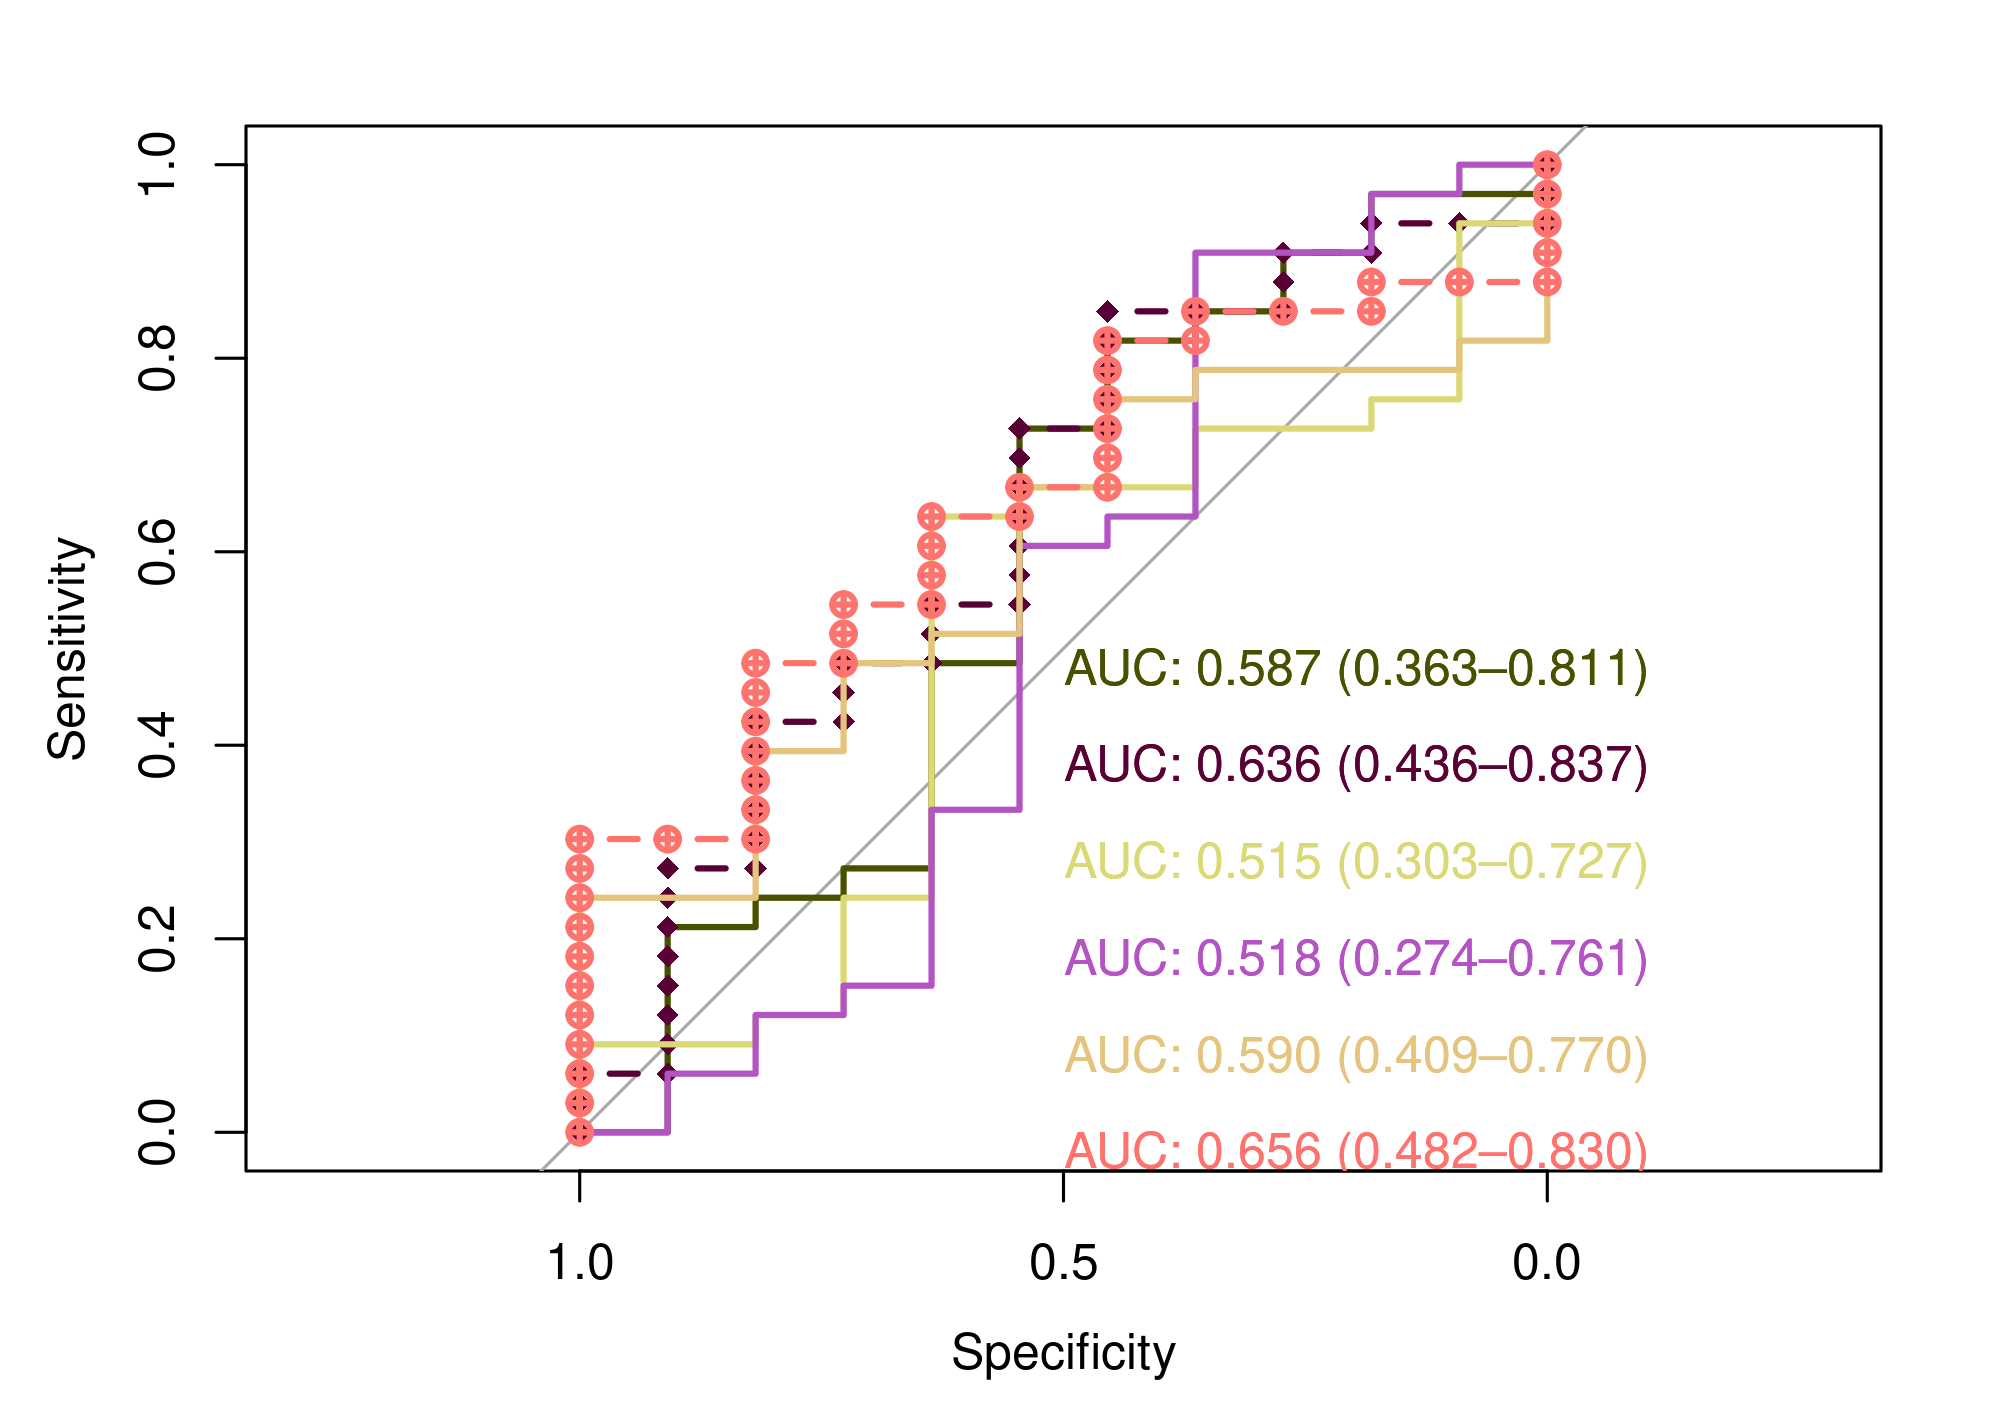 Sensitivity
1.0
0.8
0.6
0.4
0.2
0.0
AUC: 0.587 (0.363–0.811)
AUC: 0.636 (0.436–0.837)
AUC: 0.515 (0.303–0.727)
AUC: 0.518 (0.274–0.761)
AUC: 0.590 (0.409–0.770)
AUC: 0.656 (0.482–0.830)
1.0 0.5 0.0
Specificity